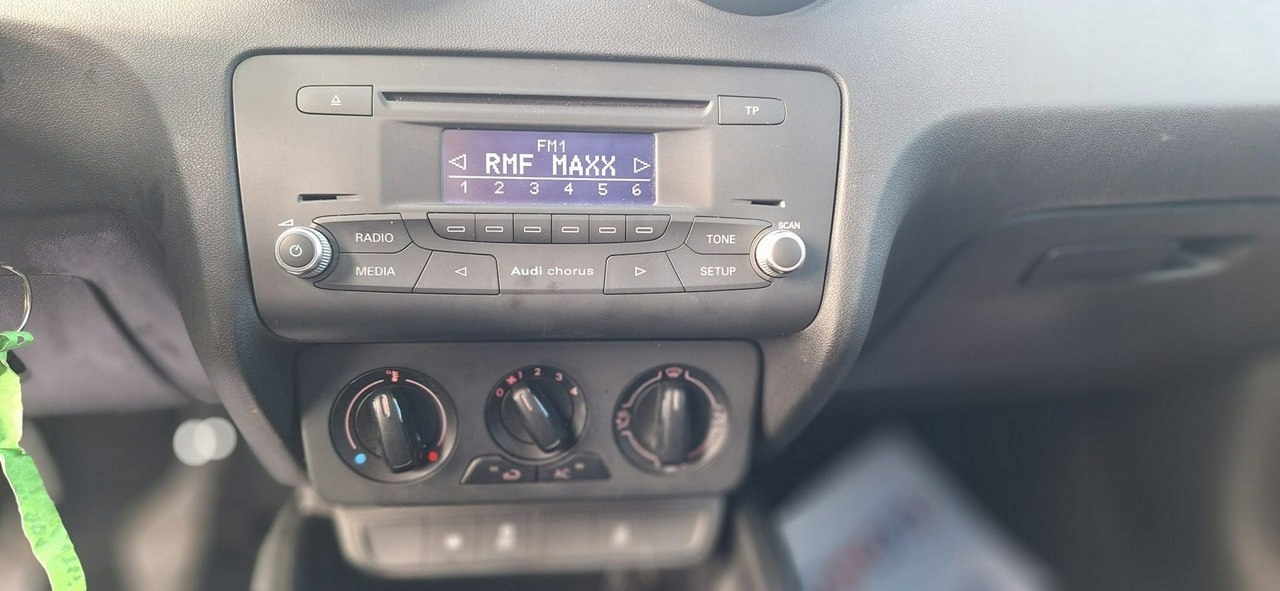 TP
FM1
RMF MAXX
1 2 3 4 5 6
SCAN
RADIO
TONE
MEDIA
Audi chorus
SETUP
0 1 2 3 4
AC